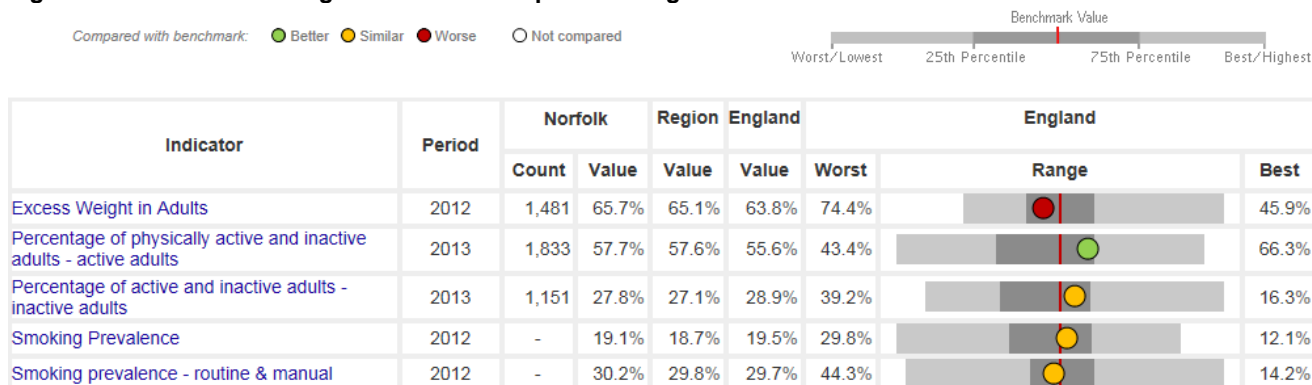 Compared with benchmark: Better Similar Worse Not compared
Benchmark Value
Worst/Lowest 25th Percentile 75th Percentile Best/Highest
Indicator Period Norfolk Region England England
Count Value Value Value Worst Range Best
Excess Weight in Adults 2012 1,481 65.7% 65.1% 63.8% 74.4% 45.9%
Percentage of physically active and inactive
adults - active adults 2013 1,833 57.7% 57.6% 55.6% 43.4% 66.3%
Percentage of active and inactive adults -
inactive adults 2013 1,151 27.8% 27.1% 28.9% 39.2% 16.3%
Smoking Prevalence 2012 - 19.1% 18.7% 19.5% 29.8% 12.1%
Smoking prevalence - routine & manual 2012 - 30.2% 29.8% 29.7% 44.3% 14.2%